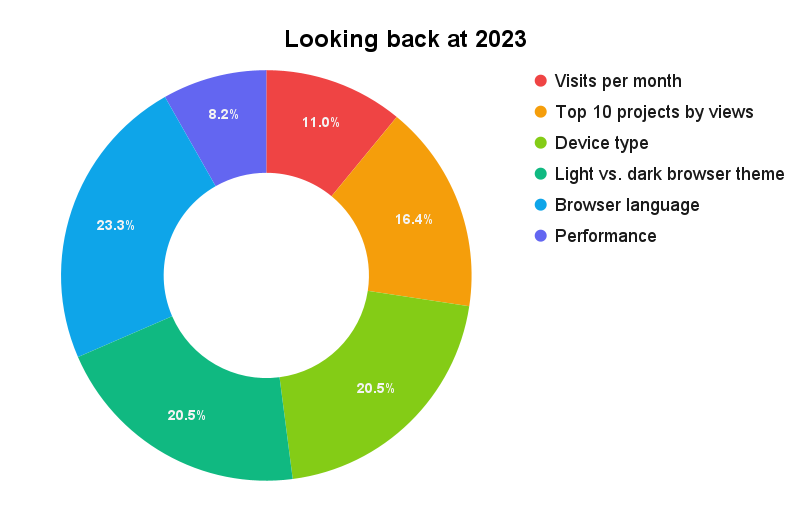 Looking back at 2023
Visits per month
Top 10 projects by views
Device type
Light vs. dark browser theme
Browser language
Performance
8.2%
11.0%
16.4%
23.3%
20.5%
20.5%